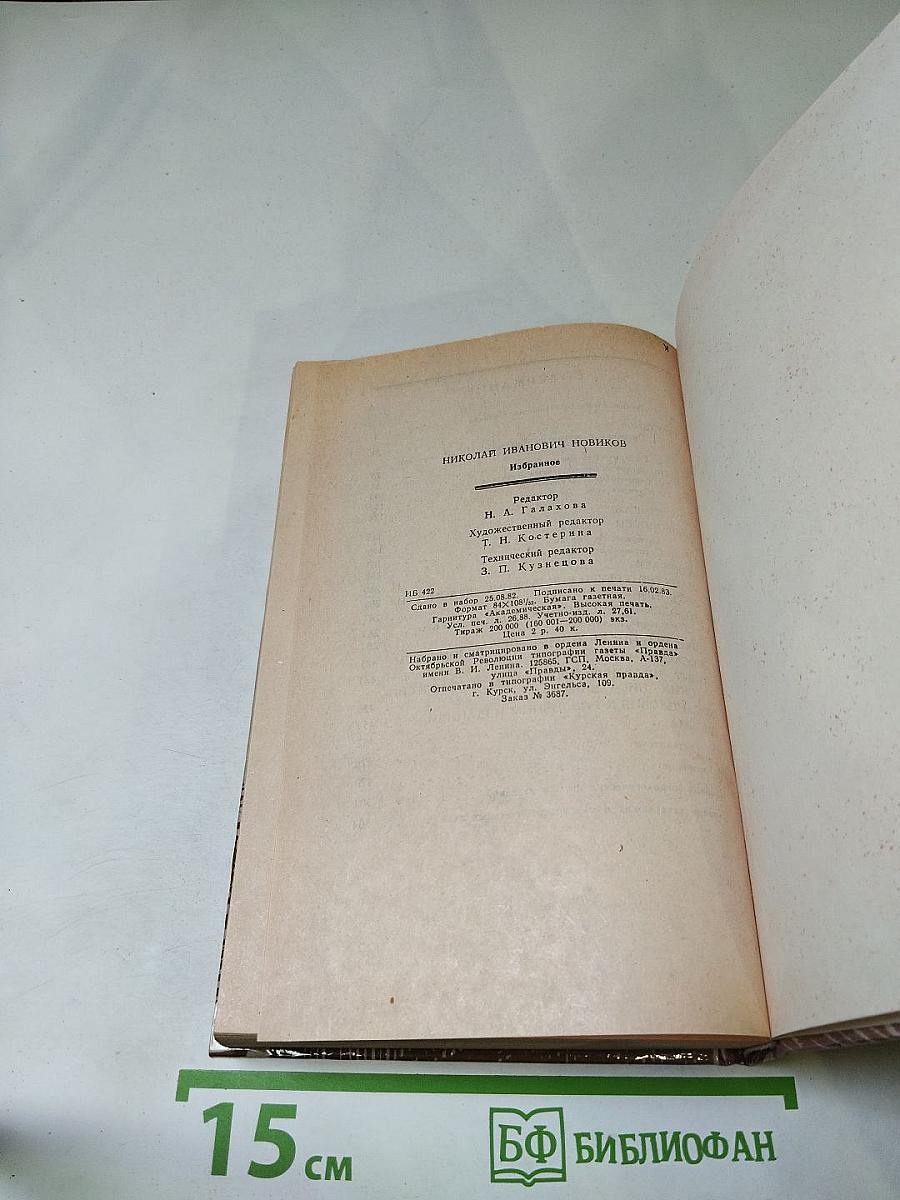 НИКОЛАЙ ИВАНОВИЧ НОВИКОВ
Избранное
Редактор
Н. А. Галахова
Художественный редактор
Т. Н. Костерина
Технический редактор
З. П. Кузнецова
ИБ 422
Сдано в набор 25.08.82. Подписано к печати 16.02.83.
Формат 84×108¹/₃₂. Бумага газетная.
Гарнитура «Академическая». Высокая печать.
Усл. печ. л. 26,88. Учетно-изд. л. 27,61.
Тираж 200 000 (160 001—200 000) экз.
Цена 2 р. 40 к.
Набрано и сматрицировано в ордена Ленина и ордена
Октябрьской Революции типографии газеты «Правда»
имени В. И. Ленина. 125865, ГСП, Москва, А-137,
улица «Правды», 24.
Отпечатано в типографии «Курская правда»,
г. Курск, ул. Энгельса, 109.
Заказ № 3687.
15 см
БФ БИБЛИОФАН